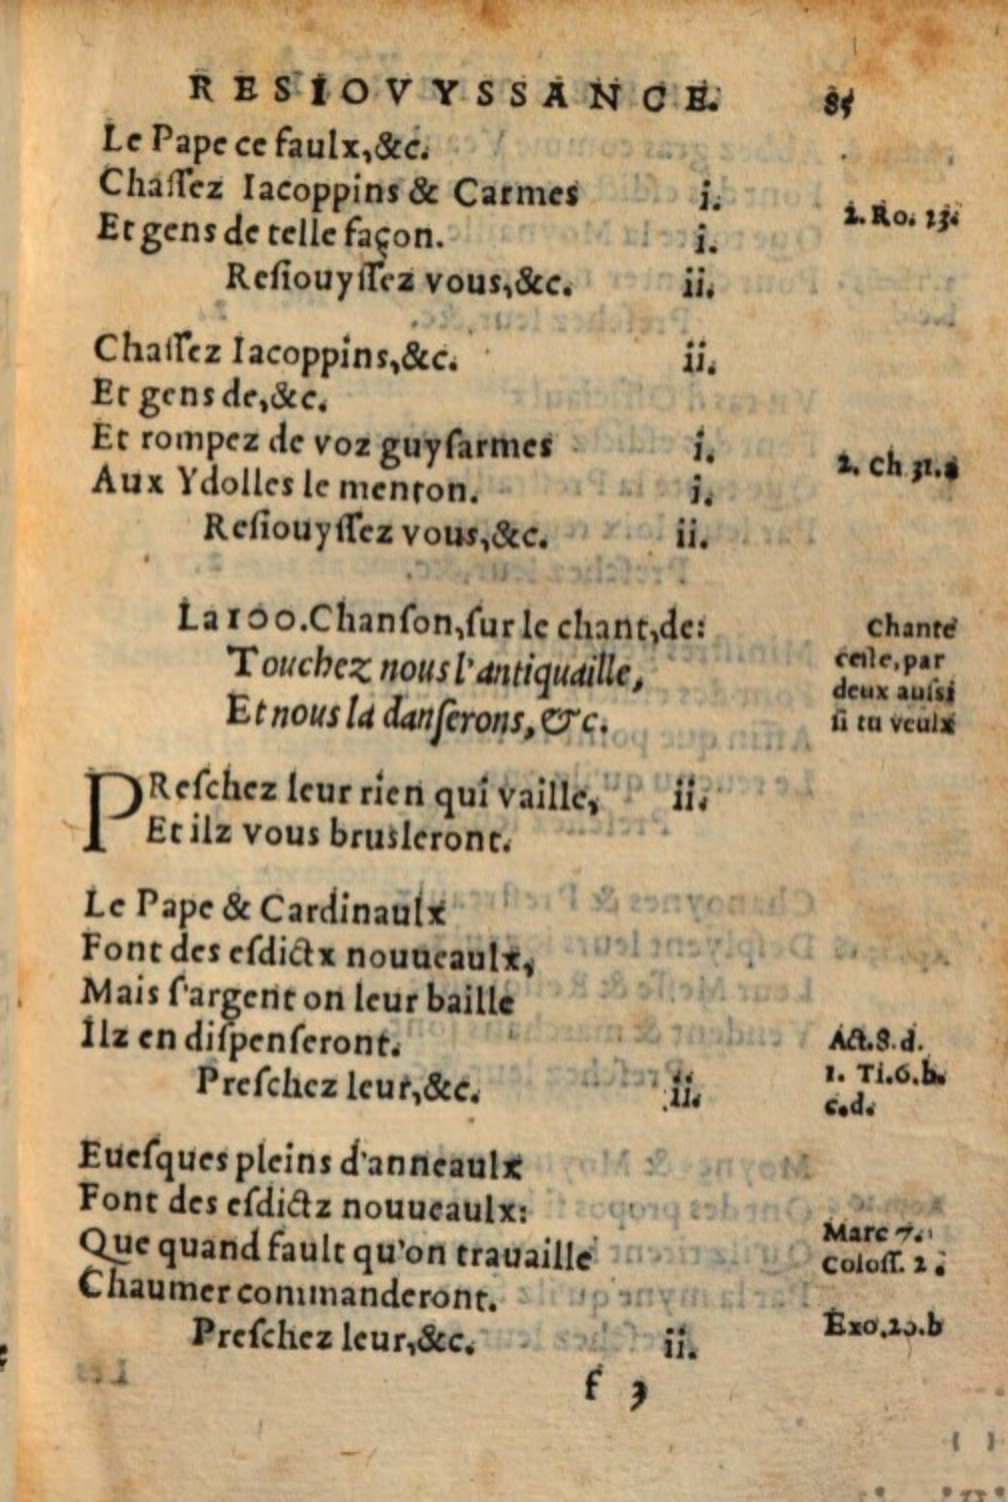 RESIOVYSSANCE. 85
Le Pape ce faulx,&c.
Chaſſez Iacoppins & Carmes i.
Et gens de telle façon. i.
2. Ro. 23.
Reſiouyſſez vous,&c. ii.
Chaſſez Iacoppins,&c. ii.
Et gens de,&c.
Et rompez de voz guyſarmes i.
Aux Ydolles le menton. i.
2. Ch 31.a
Reſiouyſſez vous,&c. ii.
La 100. Chanſon, ſur le chant, de:
Touchez nous l'antiquaille,
Et nous la danſerons, &c.
Chante
ceſte, par
deux auſsi
ſi tu veulx
PReſchez leur rien qui vaille, ii.
Et ilz vous bruſleront.
Le Pape & Cardinaulx
Font des eſdictx nouueaulx,
Mais ſ'argent on leur baille
Ilz en diſpenſeront.
Preſchez leur,&c. ii.
Act.8.d.
1. Ti.6.b.
c.d.
Eueſques pleins d'anneaulx
Font des eſdictz nouueaulx:
Que quand fault qu'on trauaille
Chaumer commanderont.
Preſchez leur,&c. ii.
Marc 7.
Coloſſ. 2.
Exo.20.b
f 3